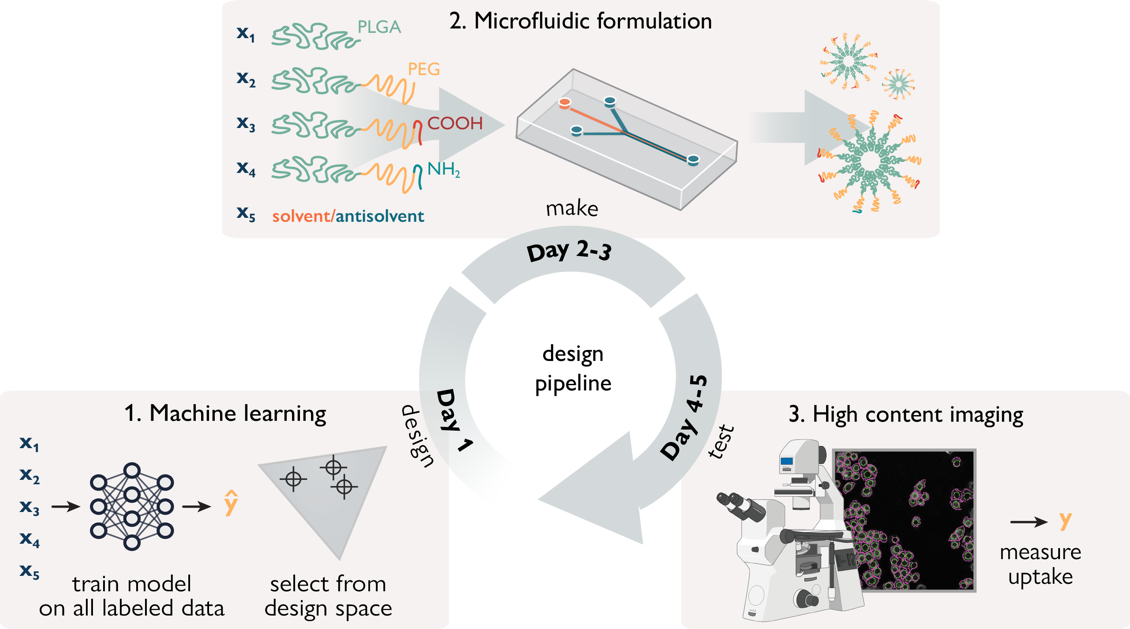 2. Microfluidic formulation
x1
PLGA
x2
PEG
x3
COOH
x4
NH2
x5 solvent/antisolvent
make
Day 2-3
design
pipeline
Day 1
design
Day 4-5
test
1. Machine learning
x1
x2
x3
x4
x5
ŷ
train model
on all labeled data
select from
design space
3. High content imaging
y
measure
uptake